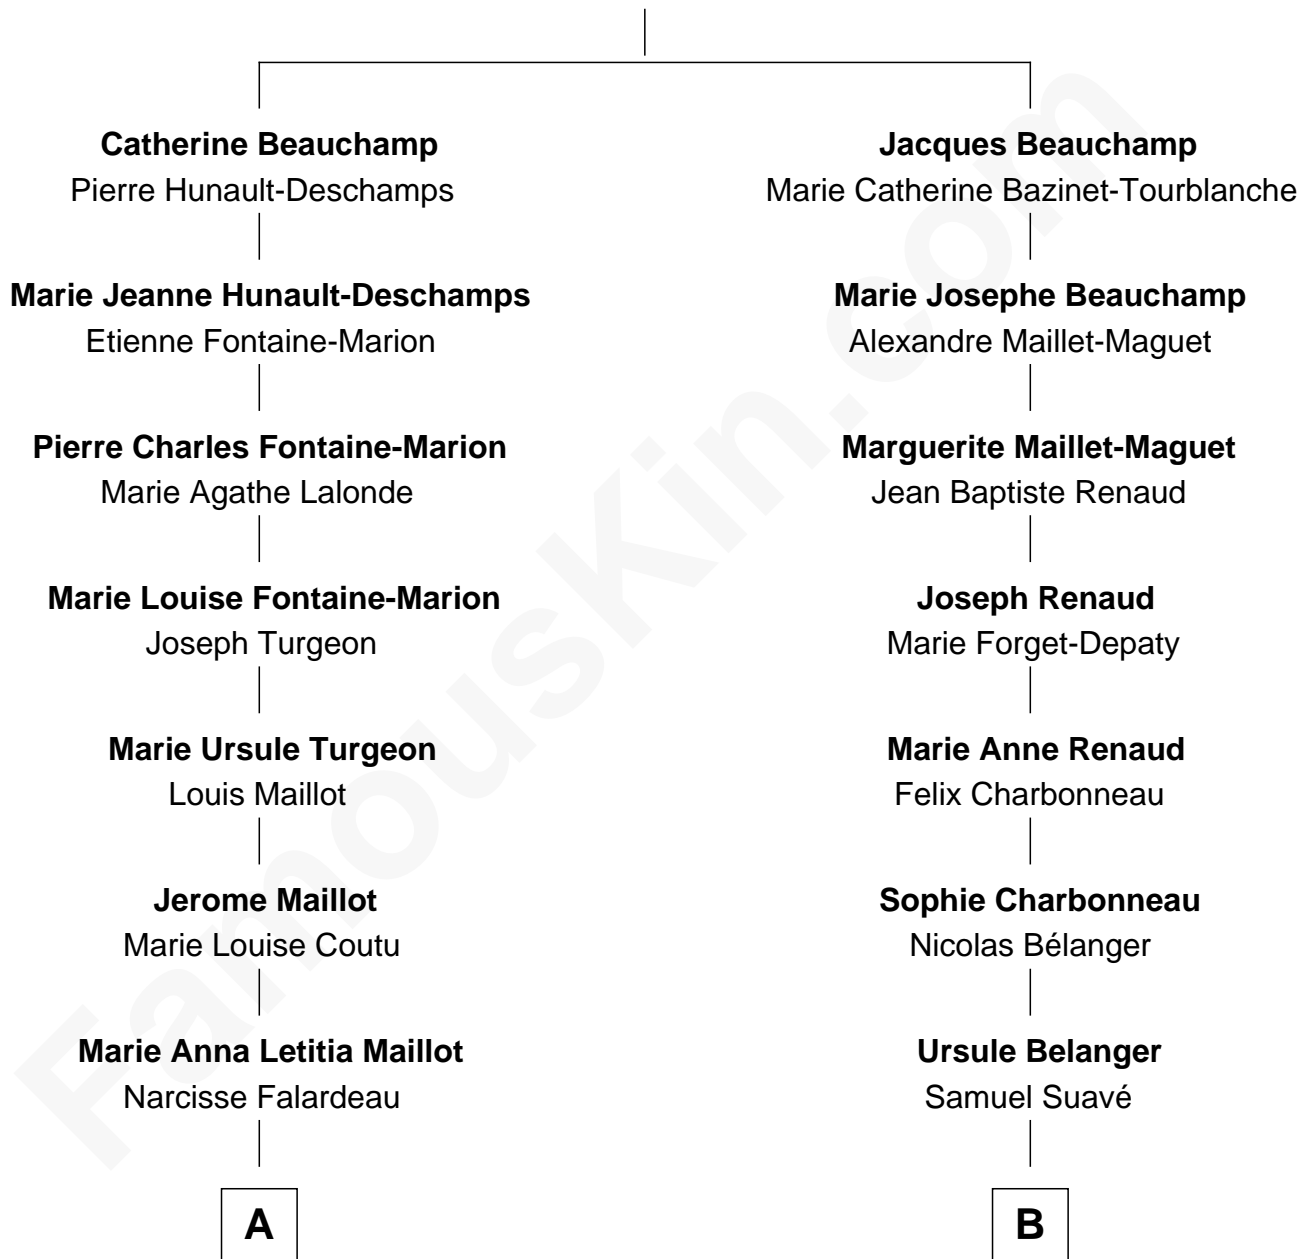 Catherine Beauchamp
Pierre Hunault-Deschamps
Marie Jeanne Hunault-Deschamps
Etienne Fontaine-Marion
Pierre Charles Fontaine-Marion
Marie Agathe Lalonde
Marie Louise Fontaine-Marion
Joseph Turgeon
Marie Ursule Turgeon
Louis Maillot
Jerome Maillot
Marie Louise Coutu
Marie Anna Letitia Maillot
Narcisse Falardeau
A
Jacques Beauchamp
Marie Catherine Bazinet-Tourblanche
Marie Josephe Beauchamp
Alexandre Maillet-Maguet
Marguerite Maillet-Maguet
Jean Baptiste Renaud
Joseph Renaud
Marie Forget-Depaty
Marie Anne Renaud
Felix Charbonneau
Sophie Charbonneau
Nicolas Bélanger
Ursule Belanger
Samuel Suavé
B
FamousKin.com